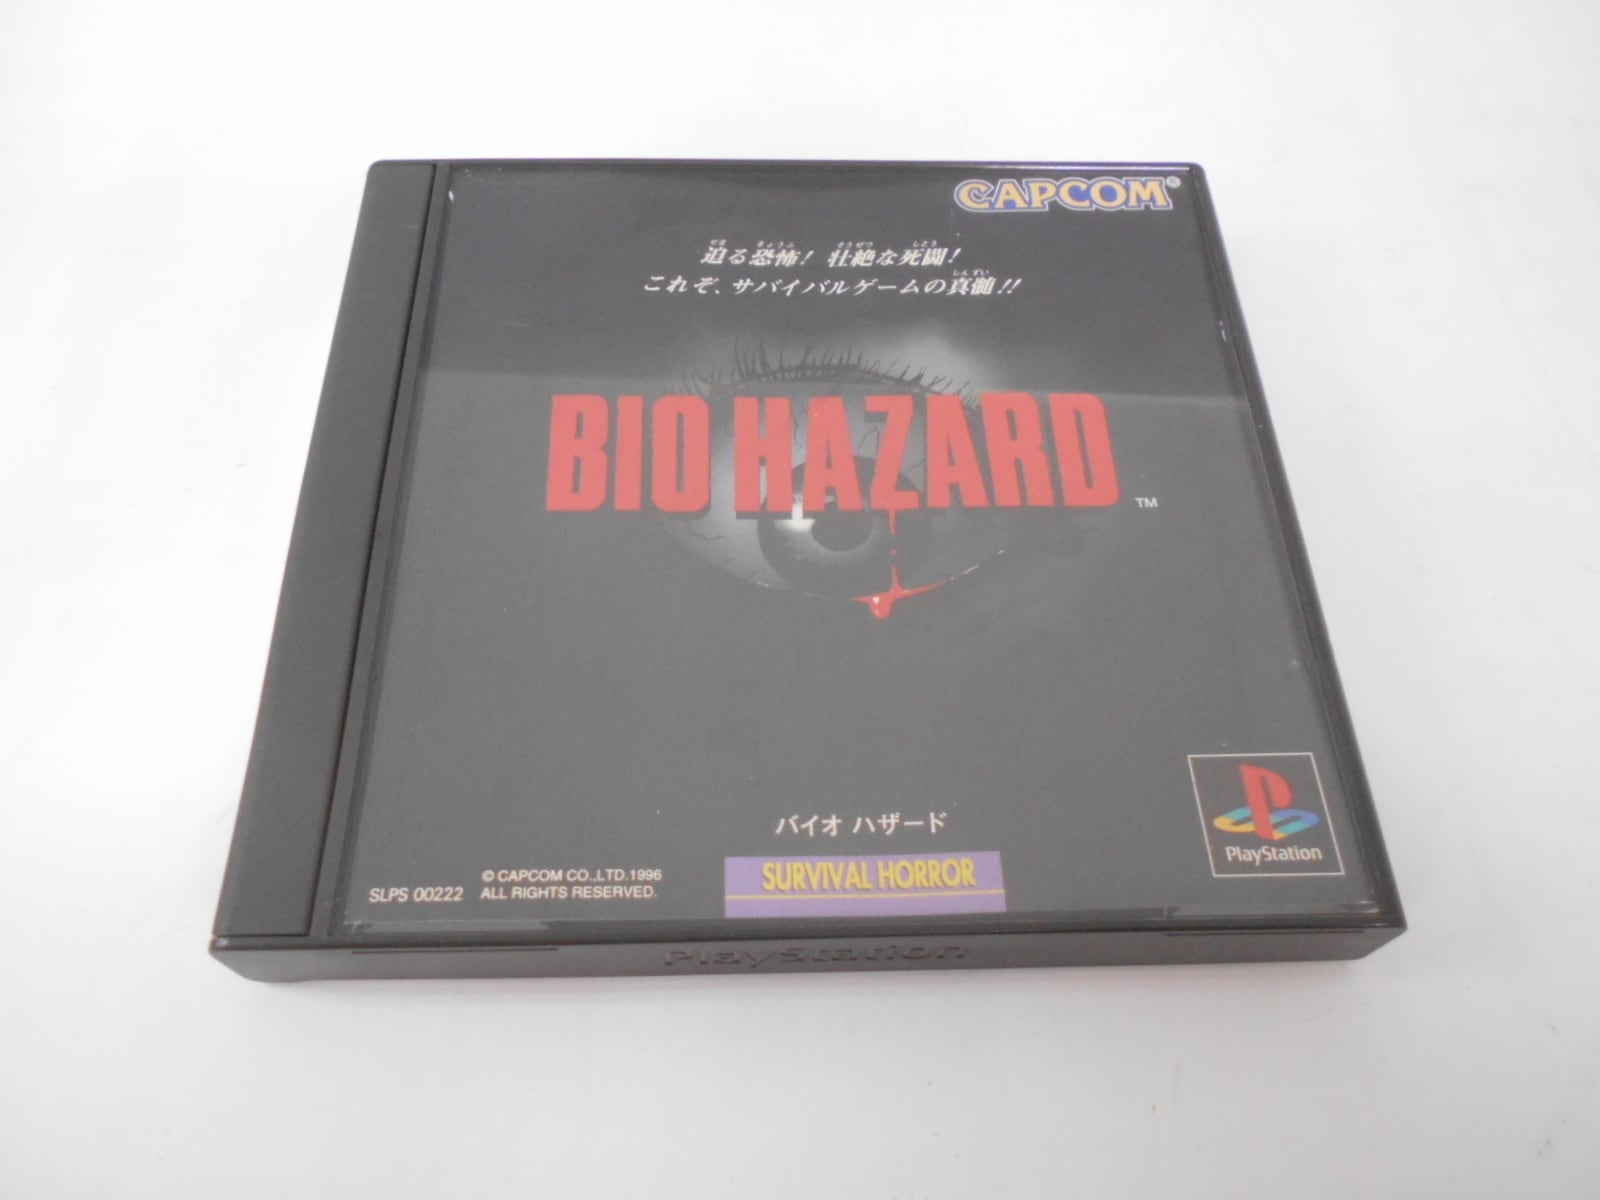 CAPCOM®
迫る恐怖! 壮絶な死闘!
これぞ、サバイバルゲームの真髄!!
BIO HAZARD ™
バイオ ハザード
SURVIVAL HORROR
SLPS 00222
© CAPCOM CO.,LTD.1996
ALL RIGHTS RESERVED.
PlayStation
PlayStation